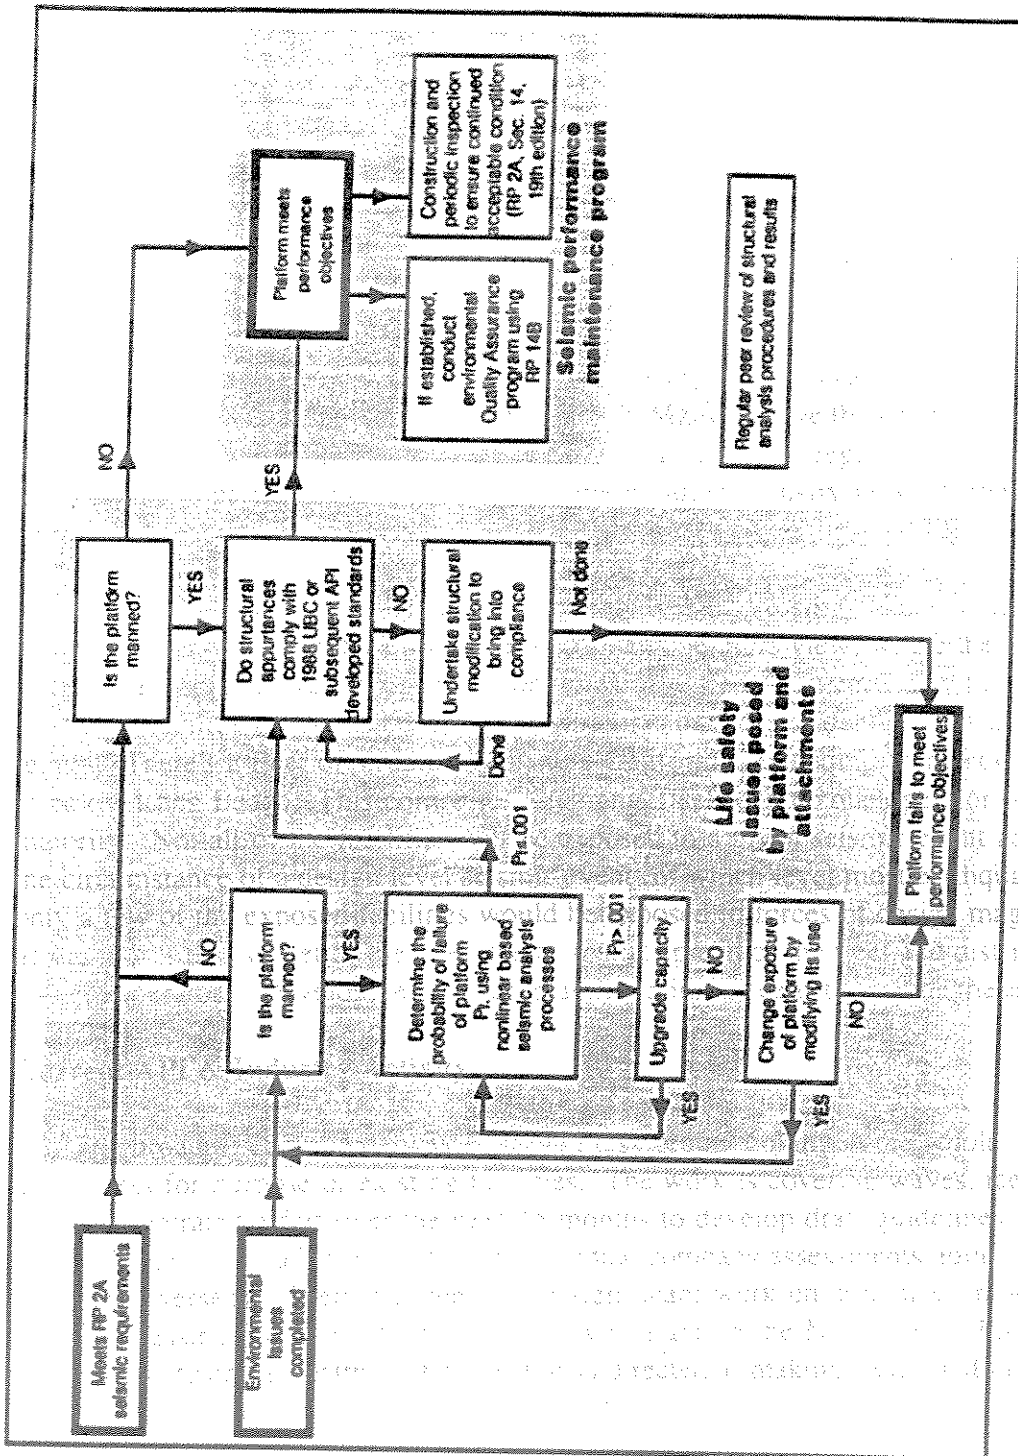 Meets RP 2A
seismic requirements
Environmental
issues
completed
Is the platform
manned?
NO
YES
Determine the
probability of failure
of platform
Pf, using
nonlinear based
seismic analysis
processes
Pf≤.001
Pf>.001
Upgrade capacity
YES
NO
Change exposure
of platform by
modifying its use
YES
NO
Is the platform
manned?
NO
YES
Do structural
appurtances
comply with
1988 UBC or
subsequent API
developed standards
YES
NO
Undertake structural
modification to
bring into
compliance
Done
Not done
Life safety
issues posed
by platform and
attachments
Platform fails to meet
performance objectives
Platform meets
performance
objectives
If established,
conduct
environmental
Quality Assurance
program using
RP 14B
Construction and
periodic inspection
to ensure continued
acceptable condition
(RP 2A, Sec. 14,
19th edition)
Seismic performance
maintenance program
Regular peer review of structural
analysis procedures and results